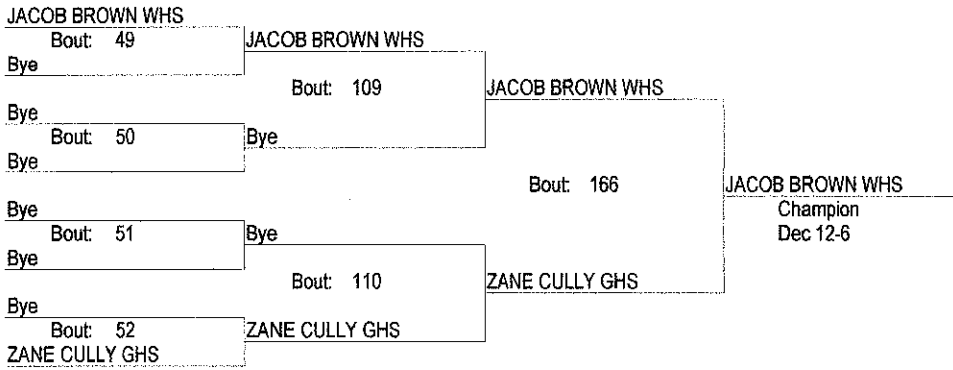 JACOB BROWN WHS
Bout: 49
JACOB BROWN WHS
Bye
Bout: 109
JACOB BROWN WHS
Bye
Bout: 50
Bye
Bye
Bout: 166
JACOB BROWN WHS
Champion
Dec 12-6
Bye
Bout: 51
Bye
Bye
Bout: 110
ZANE CULLY GHS
Bye
Bout: 52
ZANE CULLY GHS
ZANE CULLY GHS